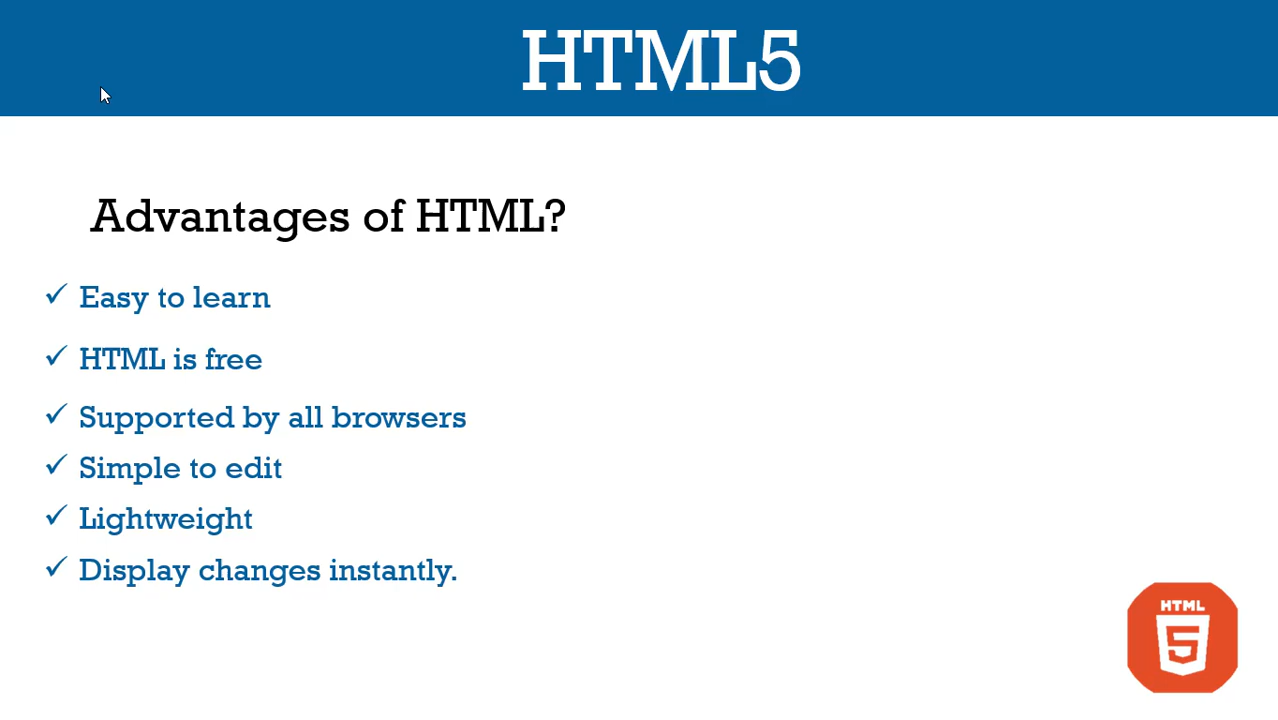 HTML5
Advantages of HTML?
✓ Easy to learn
✓ HTML is free
✓ Supported by all browsers
✓ Simple to edit
✓ Lightweight
✓ Display changes instantly.
HTML
5